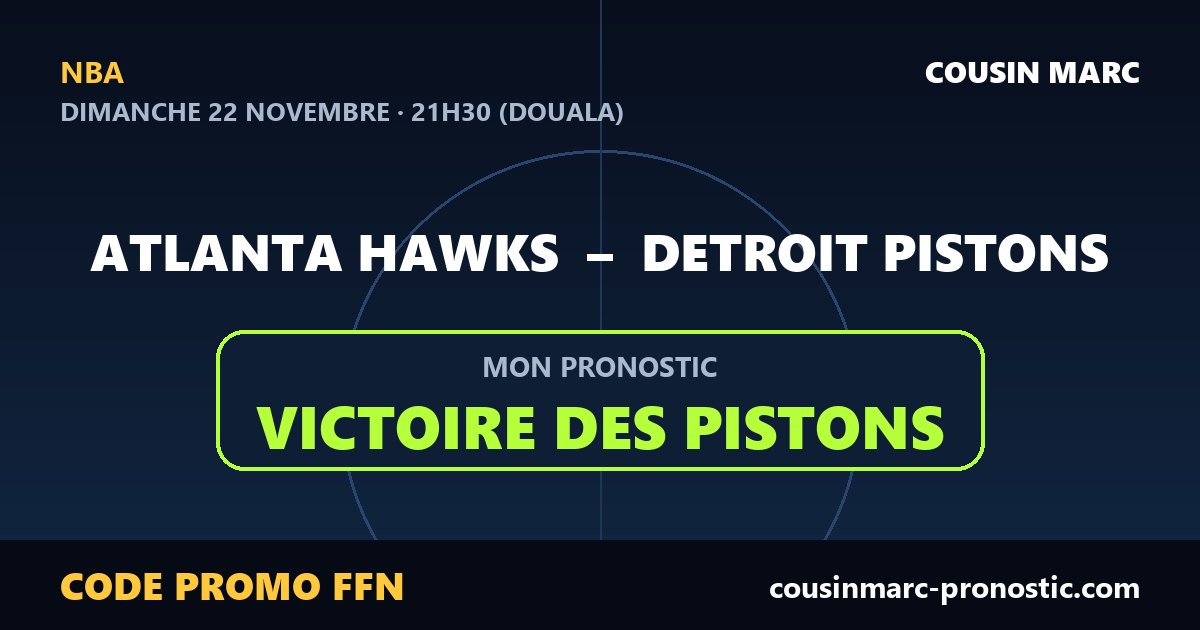 NBA
COUSIN MARC
DIMANCHE 22 NOVEMBRE · 21H30 (DOUALA)
ATLANTA HAWKS – DETROIT PISTONS
MON PRONOSTIC
VICTOIRE DES PISTONS
CODE PROMO FFN
cousinmarc-pronostic.com